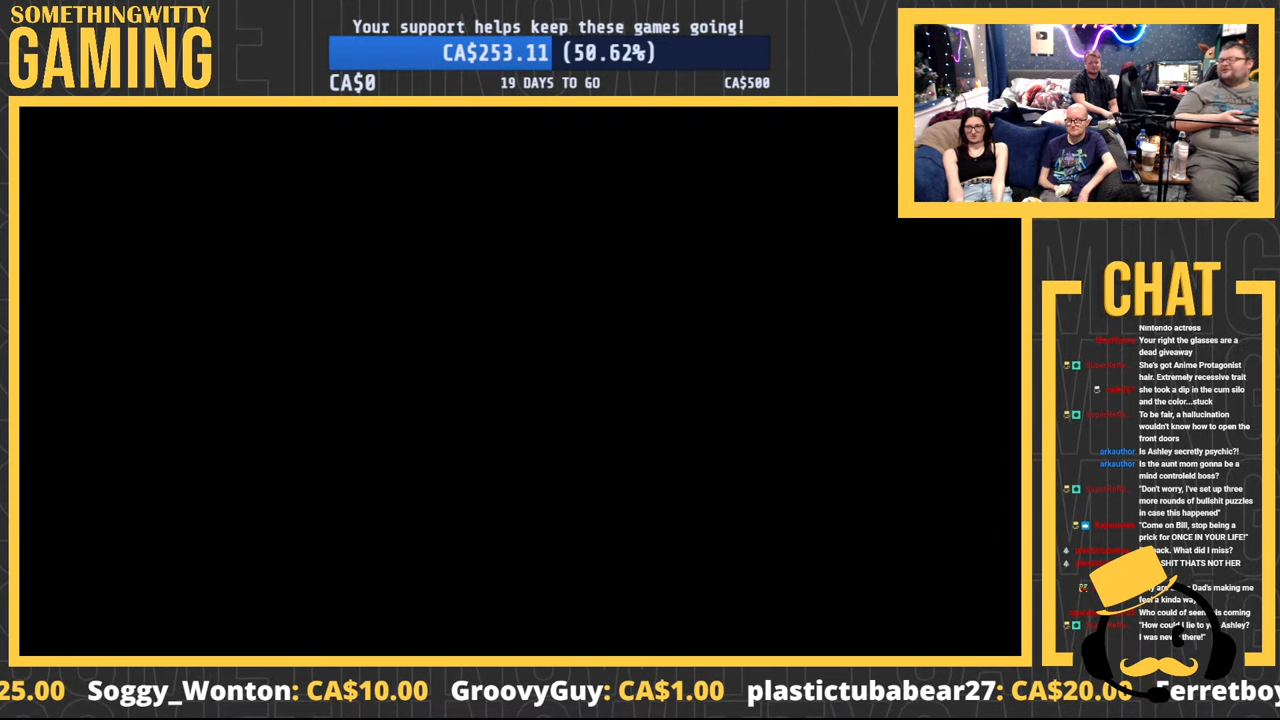 SOMETHINGWITTY
GAMING
Your support helps keep these games going!
CA$253.11 (50.62%)
CA$0
19 DAYS TO GO
CA$500
CHAT
Nintendo actress
Your right the glasses are a
dead giveaway
She's got Anime Protagonist
hair. Extremely recessive trait
she took a dip in the cum silo
and the color...stuck
To be fair, a hallucination
wouldn't know how to open the
front doors
arkauthor Is Ashley secretly psychic?!
arkauthor Is the aunt mom gonna be a
mind controleld boss?
"Don't worry, I've set up three
more rounds of bullshit puzzles
in case this happened"
"Come on Bill, stop being a
prick for ONCE IN YOUR LIFE!"
back. What did I miss?
SHIT THATS NOT HER
Dad's making me
feel a kinda
Who could of seen is coming
"How could I lie to Ashley?
I was never there!"
25.00 Soggy_Wonton: CA$10.00 GroovyGuy: CA$1.00 plastictubabear27: CA$20.00 Ferretboy